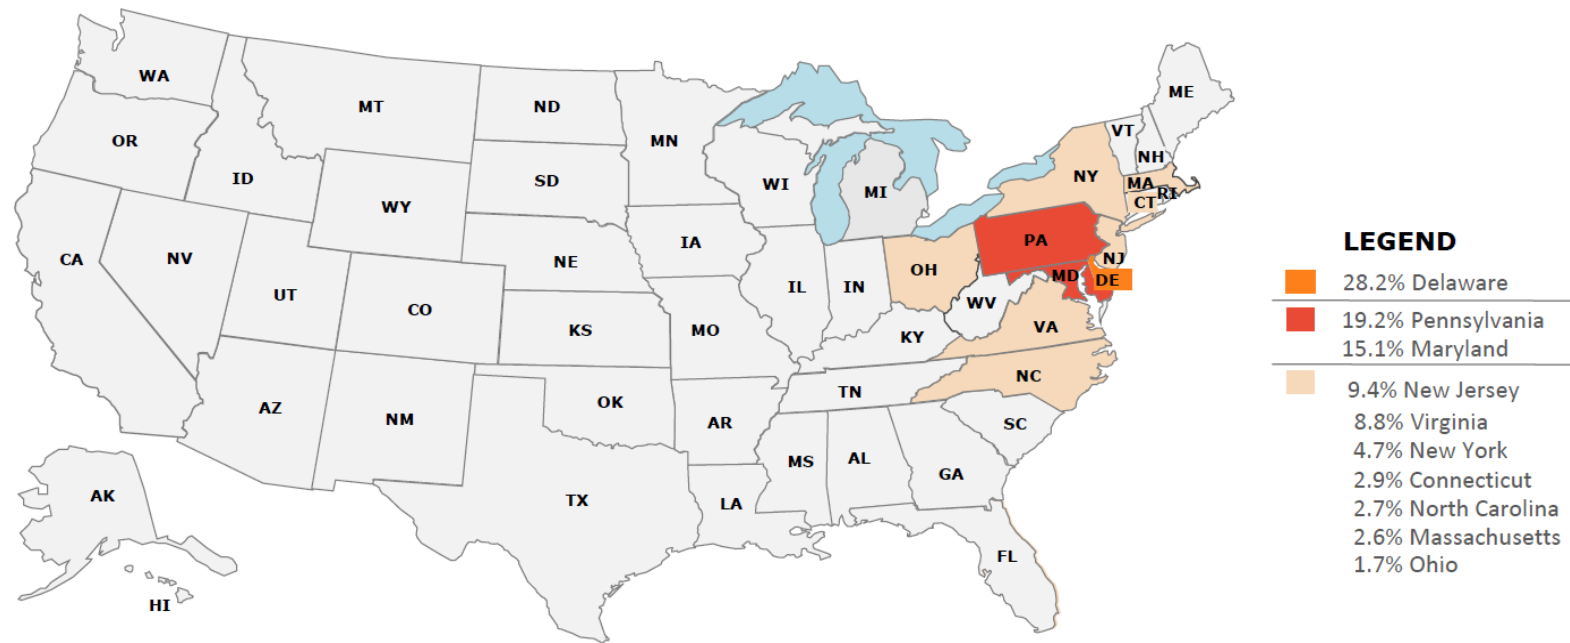 WA
MT
ND
MN
ME
OR
ID
SD
WI
MI
VT
NH
NY
MA
RI
CT
WY
CA
NV
UT
CO
NE
IA
IL
IN
OH
PA
NJ
MD
DE
WV
VA
KS
MO
KY
AZ
NM
OK
AR
TN
NC
SC
MS
AL
GA
TX
LA
FL
AK
HI
LEGEND
28.2% Delaware
19.2% Pennsylvania
15.1% Maryland
9.4% New Jersey
8.8% Virginia
4.7% New York
2.9% Connecticut
2.7% North Carolina
2.6% Massachusetts
1.7% Ohio